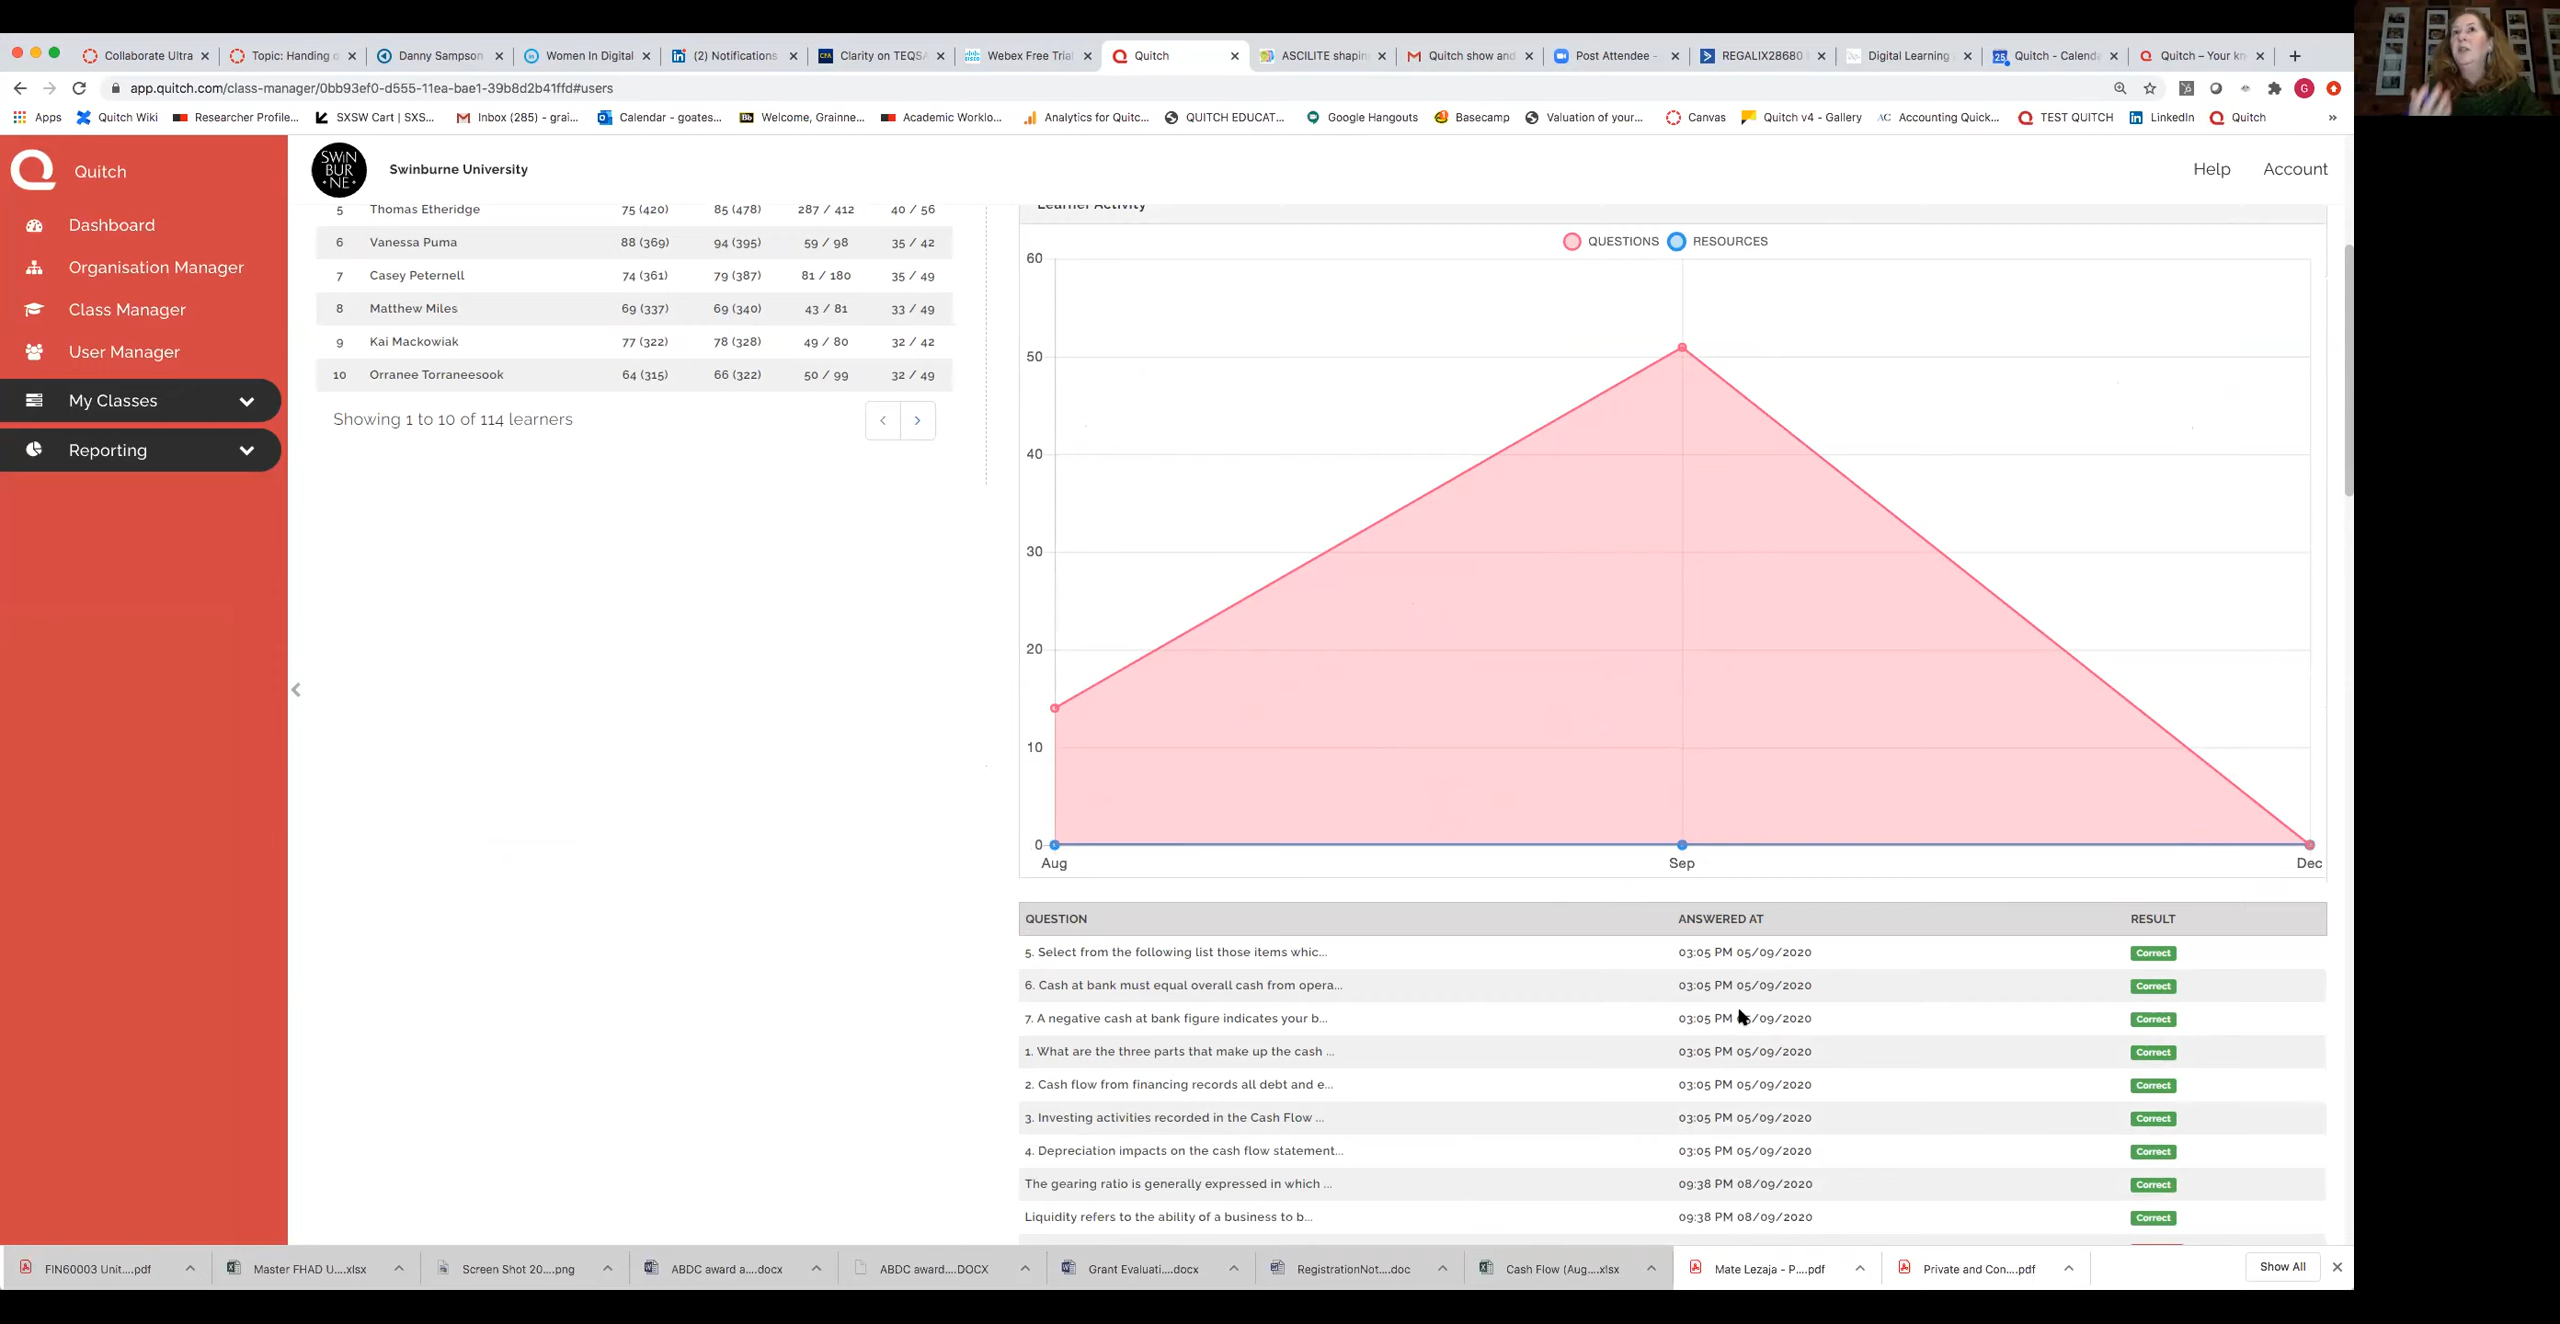 Collaborate Ultra
Topic: Handing o
Danny Sampson
Women In Digital
(2) Notifications
Clarity on TEQSA
Webex Free Trial
Quitch
ASCILITE shapin
Quitch show and
Post Attendee -
REGALIX28680
Digital Learning
Quitch - Calenda
Quitch – Your kn
app.quitch.com/class-manager/0bb93ef0-d555-11ea-bae1-39b8d2b41ffd#users
Apps
Quitch Wiki
Researcher Profile...
SXSW Cart | SXS...
Inbox (285) - grai...
Calendar - goates...
Welcome, Grainne...
Academic Worklo...
Analytics for Quitc...
QUITCH EDUCAT...
Google Hangouts
Basecamp
Valuation of your...
Canvas
Quitch v4 - Gallery
Accounting Quick...
TEST QUITCH
LinkedIn
Quitch
Quitch
SWIN BUR NE
Swinburne University
Help
Account
Dashboard
Organisation Manager
Class Manager
User Manager
My Classes
Reporting
5 Thomas Etheridge 75 (420) 85 (478) 287 / 412 40 / 56
6 Vanessa Puma 88 (369) 94 (395) 59 / 98 35 / 42
7 Casey Peternell 74 (361) 79 (387) 81 / 180 35 / 49
8 Matthew Miles 69 (337) 69 (340) 43 / 81 33 / 49
9 Kai Mackowiak 77 (322) 78 (328) 49 / 80 32 / 42
10 Orranee Torraneesook 64 (315) 66 (322) 50 / 99 32 / 49
Showing 1 to 10 of 114 learners
Learner Activity
QUESTIONS RESOURCES
60
50
40
30
20
10
0
Aug Sep Dec
QUESTION ANSWERED AT RESULT
5. Select from the following list those items whic... 03:05 PM 05/09/2020 Correct
6. Cash at bank must equal overall cash from opera... 03:05 PM 05/09/2020 Correct
7. A negative cash at bank figure indicates your b... 03:05 PM 05/09/2020 Correct
1. What are the three parts that make up the cash ... 03:05 PM 05/09/2020 Correct
2. Cash flow from financing records all debt and e... 03:05 PM 05/09/2020 Correct
3. Investing activities recorded in the Cash Flow ... 03:05 PM 05/09/2020 Correct
4. Depreciation impacts on the cash flow statement... 03:05 PM 05/09/2020 Correct
The gearing ratio is generally expressed in which ... 09:38 PM 08/09/2020 Correct
Liquidity refers to the ability of a business to b... 09:38 PM 08/09/2020 Correct
FIN60003 Unit....pdf
Master FHAD U....xlsx
Screen Shot 20....png
ABDC award a....docx
ABDC award....DOCX
Grant Evaluati....docx
RegistrationNot....doc
Cash Flow (Aug....xlsx
Mate Lezaja - P....pdf
Private and Con....pdf
Show All